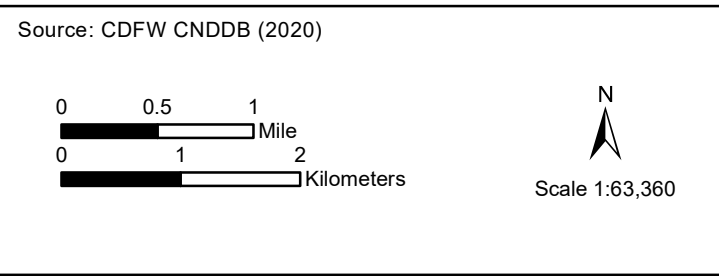 Source: CDFW CNDDB (2020)
0 0.5 1
Mile
0 1 2
Kilometers
N
Scale 1:63,360